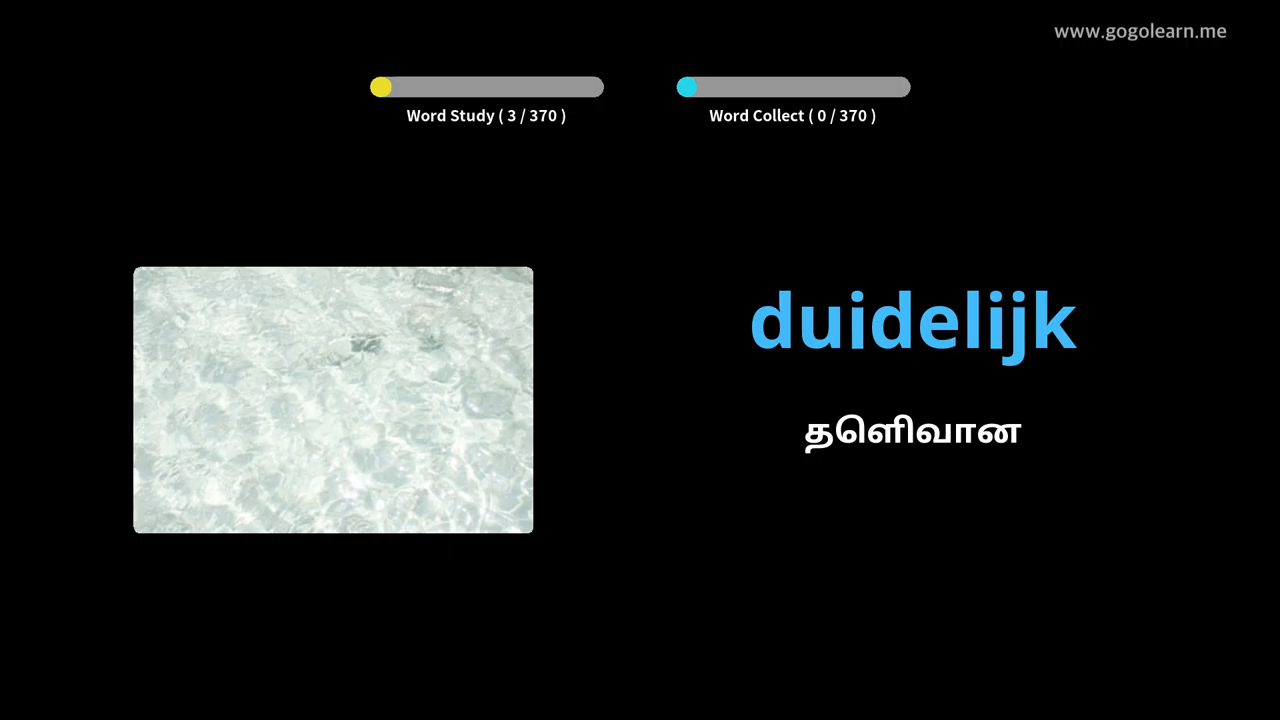 www.gogolearn.me
Word Study ( 3 / 370 )
Word Collect ( 0 / 370 )
duidelijk
தெளிவான